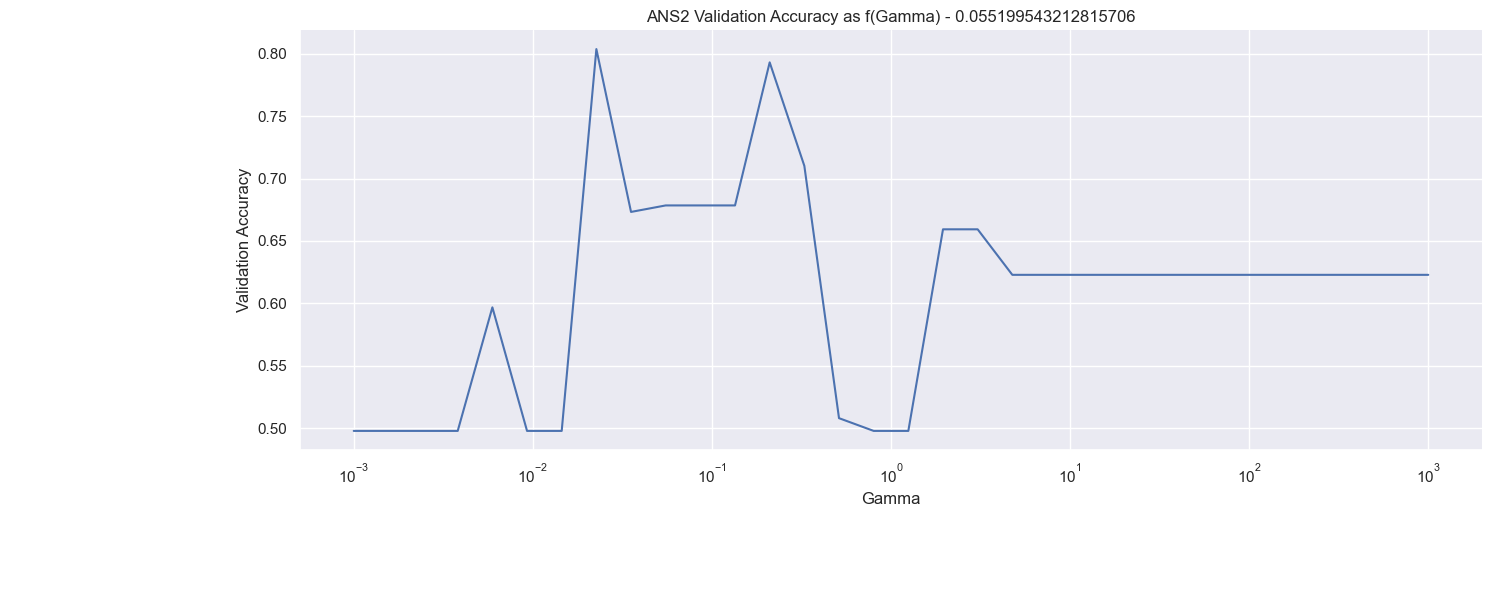 ANS2 Validation Accuracy as f(Gamma) - 0.055199543212815706
Validation Accuracy
0.80
0.75
0.70
0.65
0.60
0.55
0.50
10⁻³ 10⁻² 10⁻¹ 10⁰ 10¹ 10² 10³
Gamma